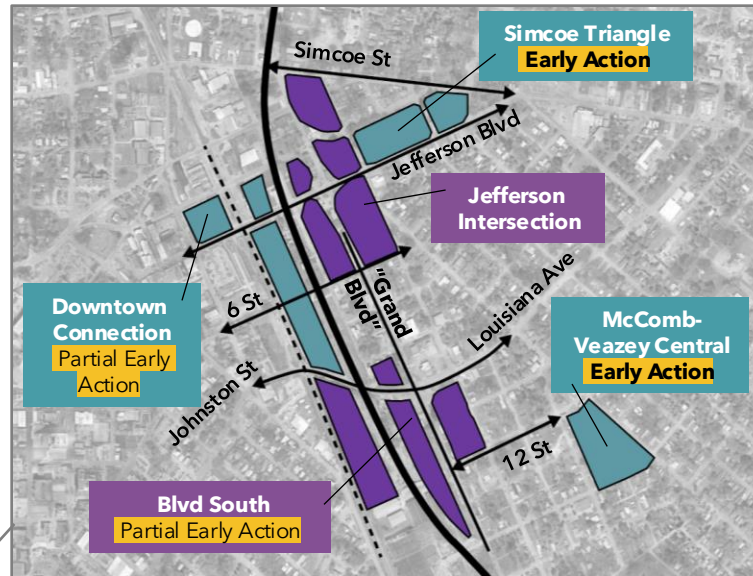 Simcoe St
Simcoe Triangle
Early Action
Jefferson Blvd
Jefferson
Intersection
Downtown
Connection
Partial Early
Action
6 St
"Grand
Blvd"
Louisiana Ave
McComb-
Veazey Central
Early Action
Johnston St
12 St
Blvd South
Partial Early Action